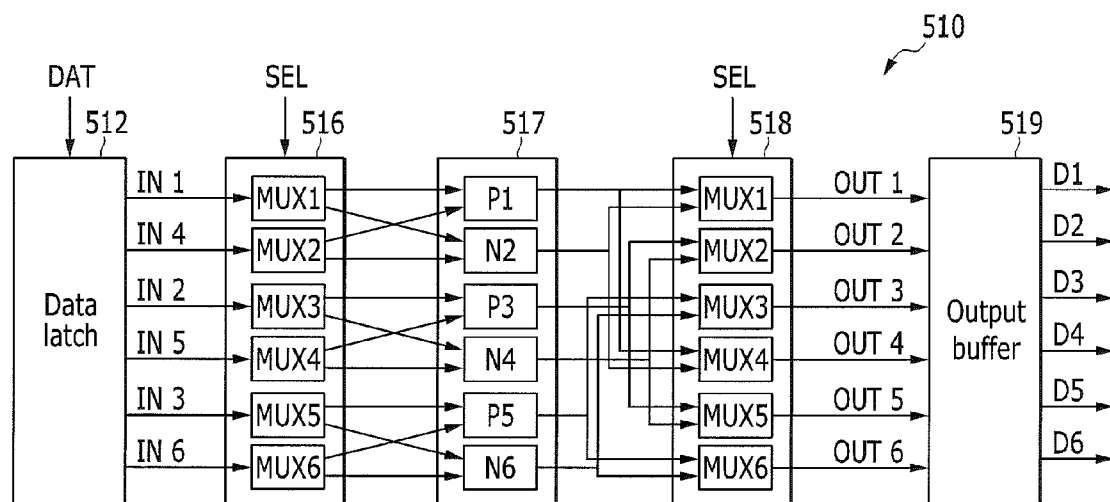 510
DAT
SEL
SEL
512
516
517
518
519
IN 1
MUX1
P1
MUX1
OUT 1
D1
IN 4
MUX2
N2
MUX2
OUT 2
D2
IN 2
MUX3
P3
MUX3
OUT 3
D3
Data
latch
Output
buffer
IN 5
MUX4
N4
MUX4
OUT 4
D4
IN 3
MUX5
P5
MUX5
OUT 5
D5
IN 6
MUX6
N6
MUX6
OUT 6
D6